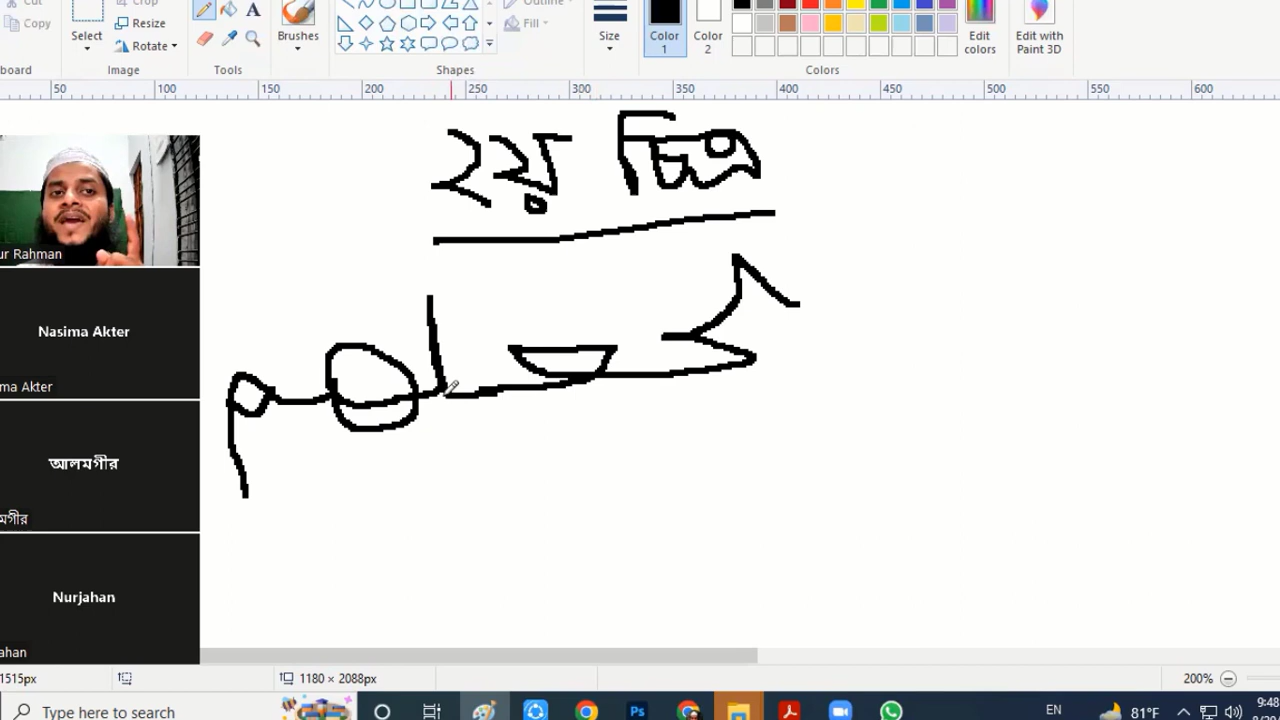 Cut
Crop
Outline
Copy
Resize
Fill
Select
Rotate
Brushes
Size
Color 1
Color 2
Edit colors
Edit with Paint 3D
board
Image
Tools
Shapes
Colors
50 100 150 200 250 300 350 400 450 500 550 600
২য় চিত্র
ur Rahman
Nasima Akter
ma Akter
আলমগীর
মগীর
Nurjahan
ahan
1515px
1180 × 2088px
200%
Type here to search
Ps
EN
81°F
9:48